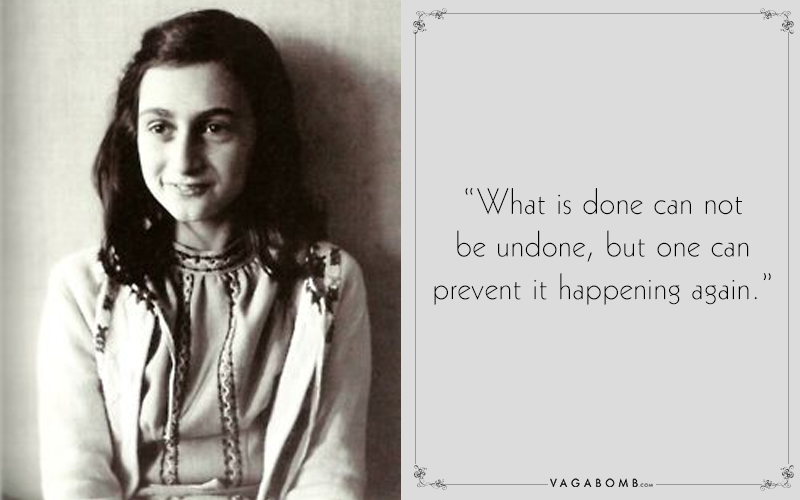 “What is done can not
be undone, but one can
prevent it happening again.”
VAGABOMB.COM